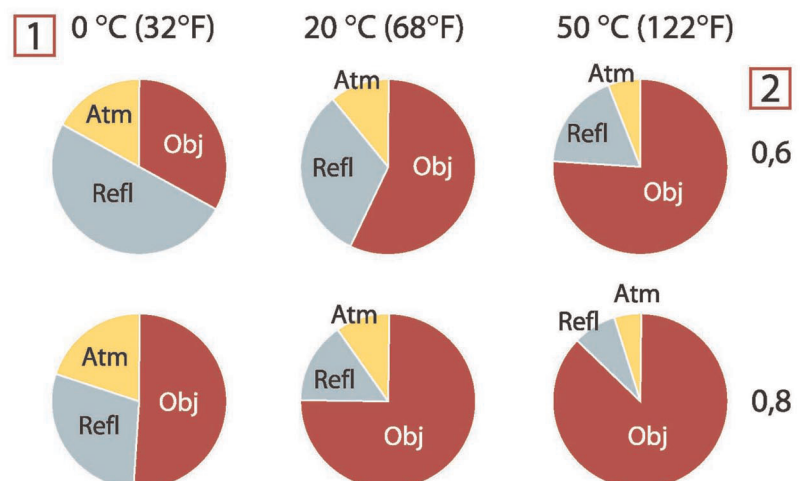 1 0 °C (32°F) 20 °C (68°F) 50 °C (122°F)
2
Atm Obj Refl
Atm Refl Obj
Atm Refl Obj
0,6
Atm Obj Refl
Atm Refl Obj
Atm Refl Obj
0,8